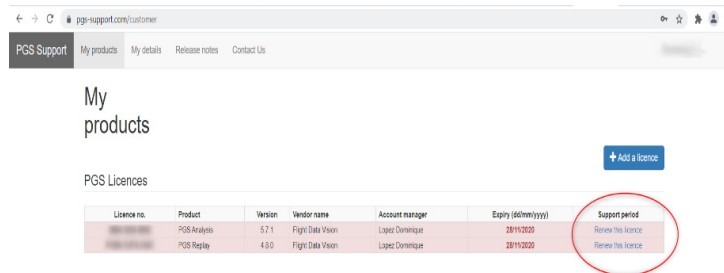 pgs-support.com/customer
PGS Support My products My details Release notes Contact Us
My
products
+ Add a licence
PGS Licences
Licence no. Product Version Vendor name Account manager Expiry (dd/mm/yyyy) Support period
PGS Analysis 5.7.1 Flight Data Vision Lopez Dominique 28/11/2020 Renew this licence
PGS Replay 4.8.0 Flight Data Vision Lopez Dominique 28/11/2020 Renew this licence